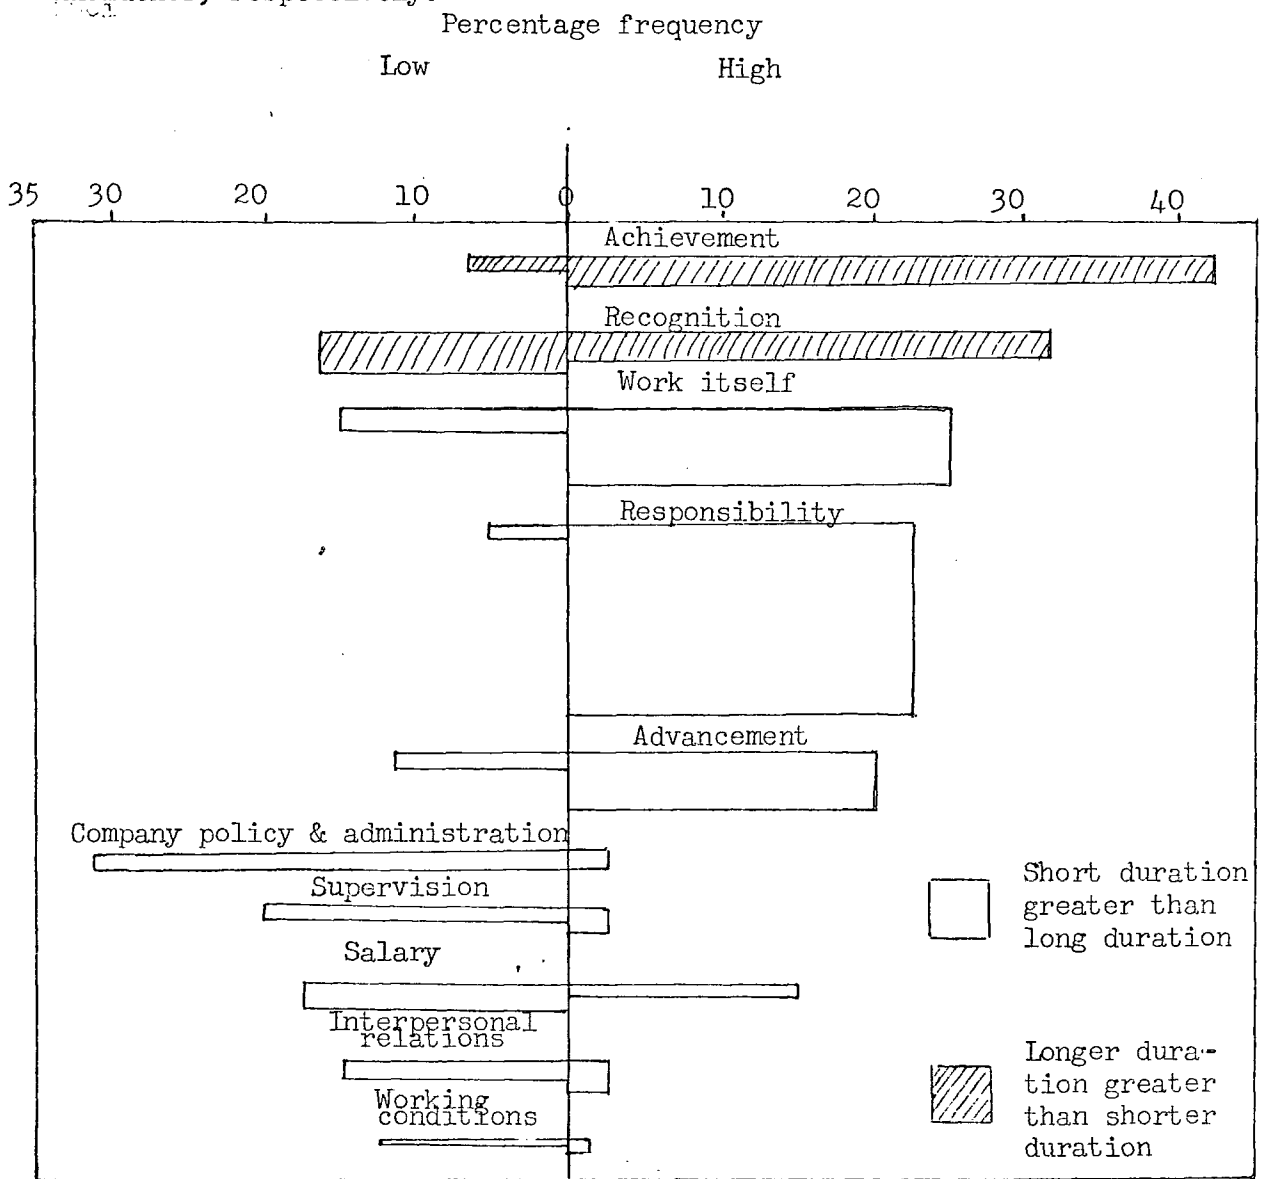 Percentage frequency
Low High
35 30 20 10 0 10 20 30 40
Achievement
Recognition
Work itself
Responsibility
Advancement
Company policy & administration
Supervision
Salary
Interpersonal
relations
Working
conditions
Short duration
greater than
long duration
Longer dura-
tion greater
than shorter
duration